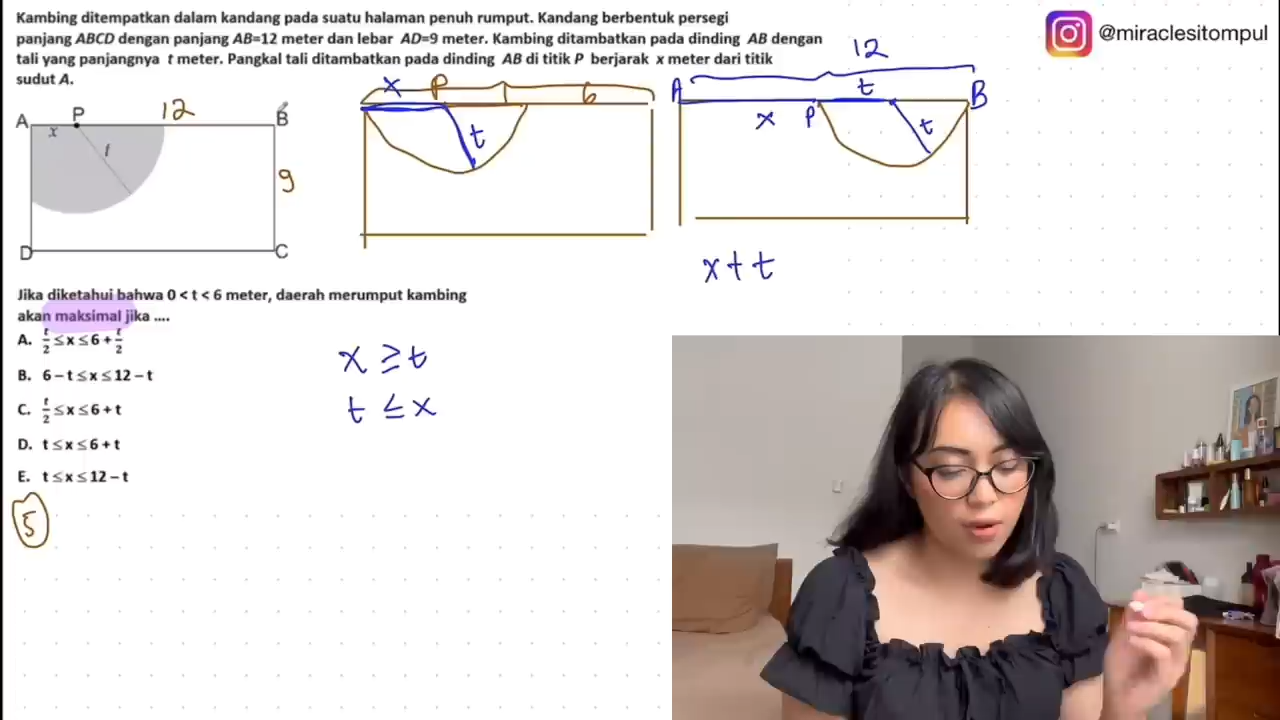 Kambing ditempatkan dalam kandang pada suatu halaman penuh rumput. Kandang berbentuk persegi
panjang ABCD dengan panjang AB=12 meter dan lebar AD=9 meter. Kambing ditambatkan pada dinding AB dengan
tali yang panjangnya t meter. Pangkal tali ditambatkan pada dinding AB di titik P berjarak x meter dari titik
sudut A.
@miraclesitompul
12
x P 6
A t B
x P
t
t
A P 12 B
x
t
9
D C
x + t
Jika diketahui bahwa 0 < t < 6 meter, daerah merumput kambing
akan maksimal jika ....
A. t/2 ≤ x ≤ 6 + t/2
B. 6 – t ≤ x ≤ 12 – t
C. t/2 ≤ x ≤ 6 + t
D. t ≤ x ≤ 6 + t
E. t ≤ x ≤ 12 – t
x ≥ t
t ≤ x
5